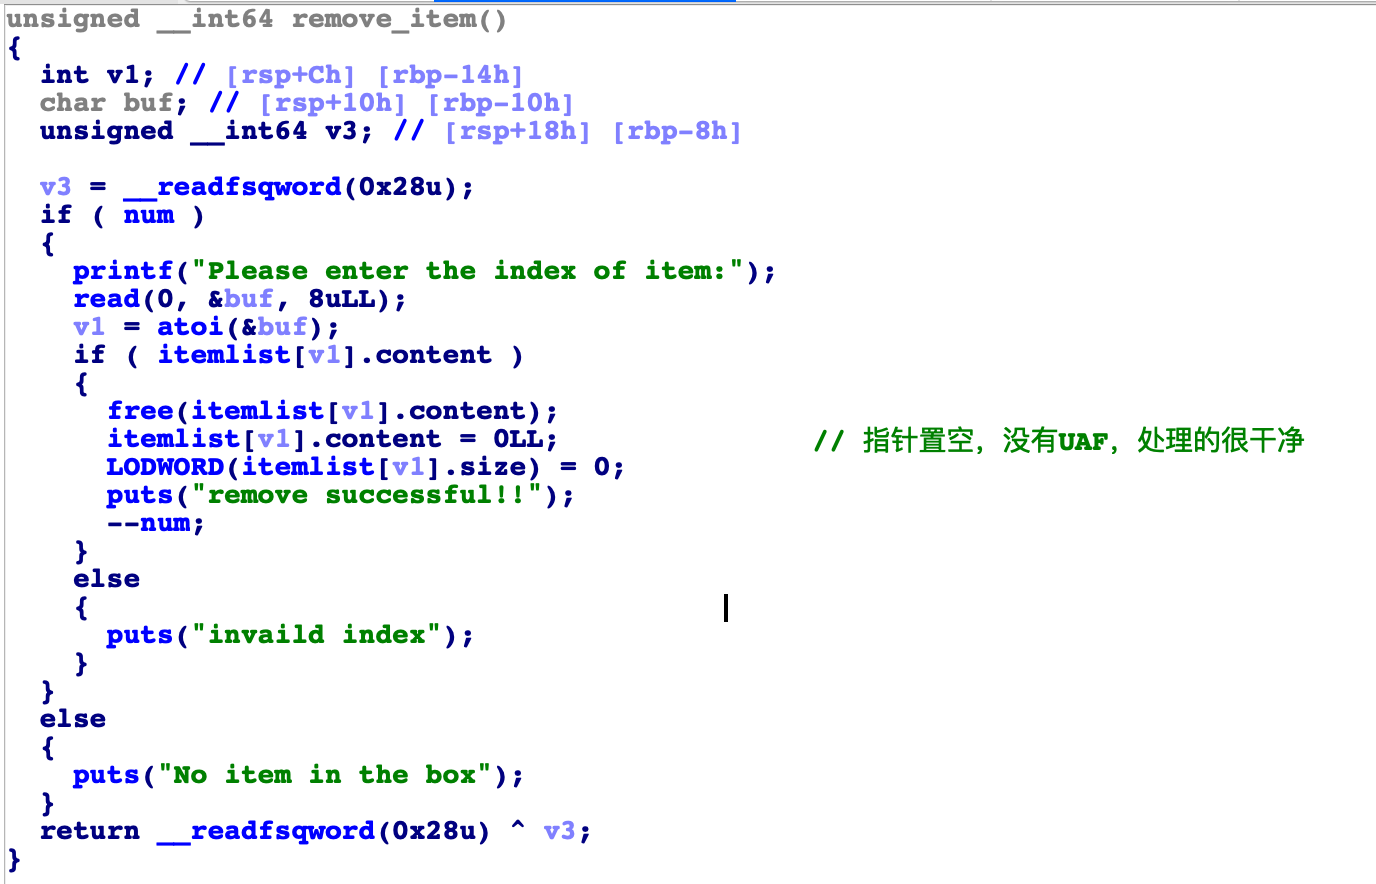 unsigned __int64 remove_item()
{
int v1; // [rsp+Ch] [rbp-14h]
char buf; // [rsp+10h] [rbp-10h]
unsigned __int64 v3; // [rsp+18h] [rbp-8h]
v3 = __readfsqword(0x28u);
if ( num )
{
printf("Please enter the index of item:");
read(0, &buf, 8uLL);
v1 = atoi(&buf);
if ( itemlist[v1].content )
{
free(itemlist[v1].content);
itemlist[v1].content = 0LL; // 指针置空，没有UAF，处理的很干净
LODWORD(itemlist[v1].size) = 0;
puts("remove successful!!");
--num;
}
else
{
puts("invaild index");
}
}
else
{
puts("No item in the box");
}
return __readfsqword(0x28u) ^ v3;
}